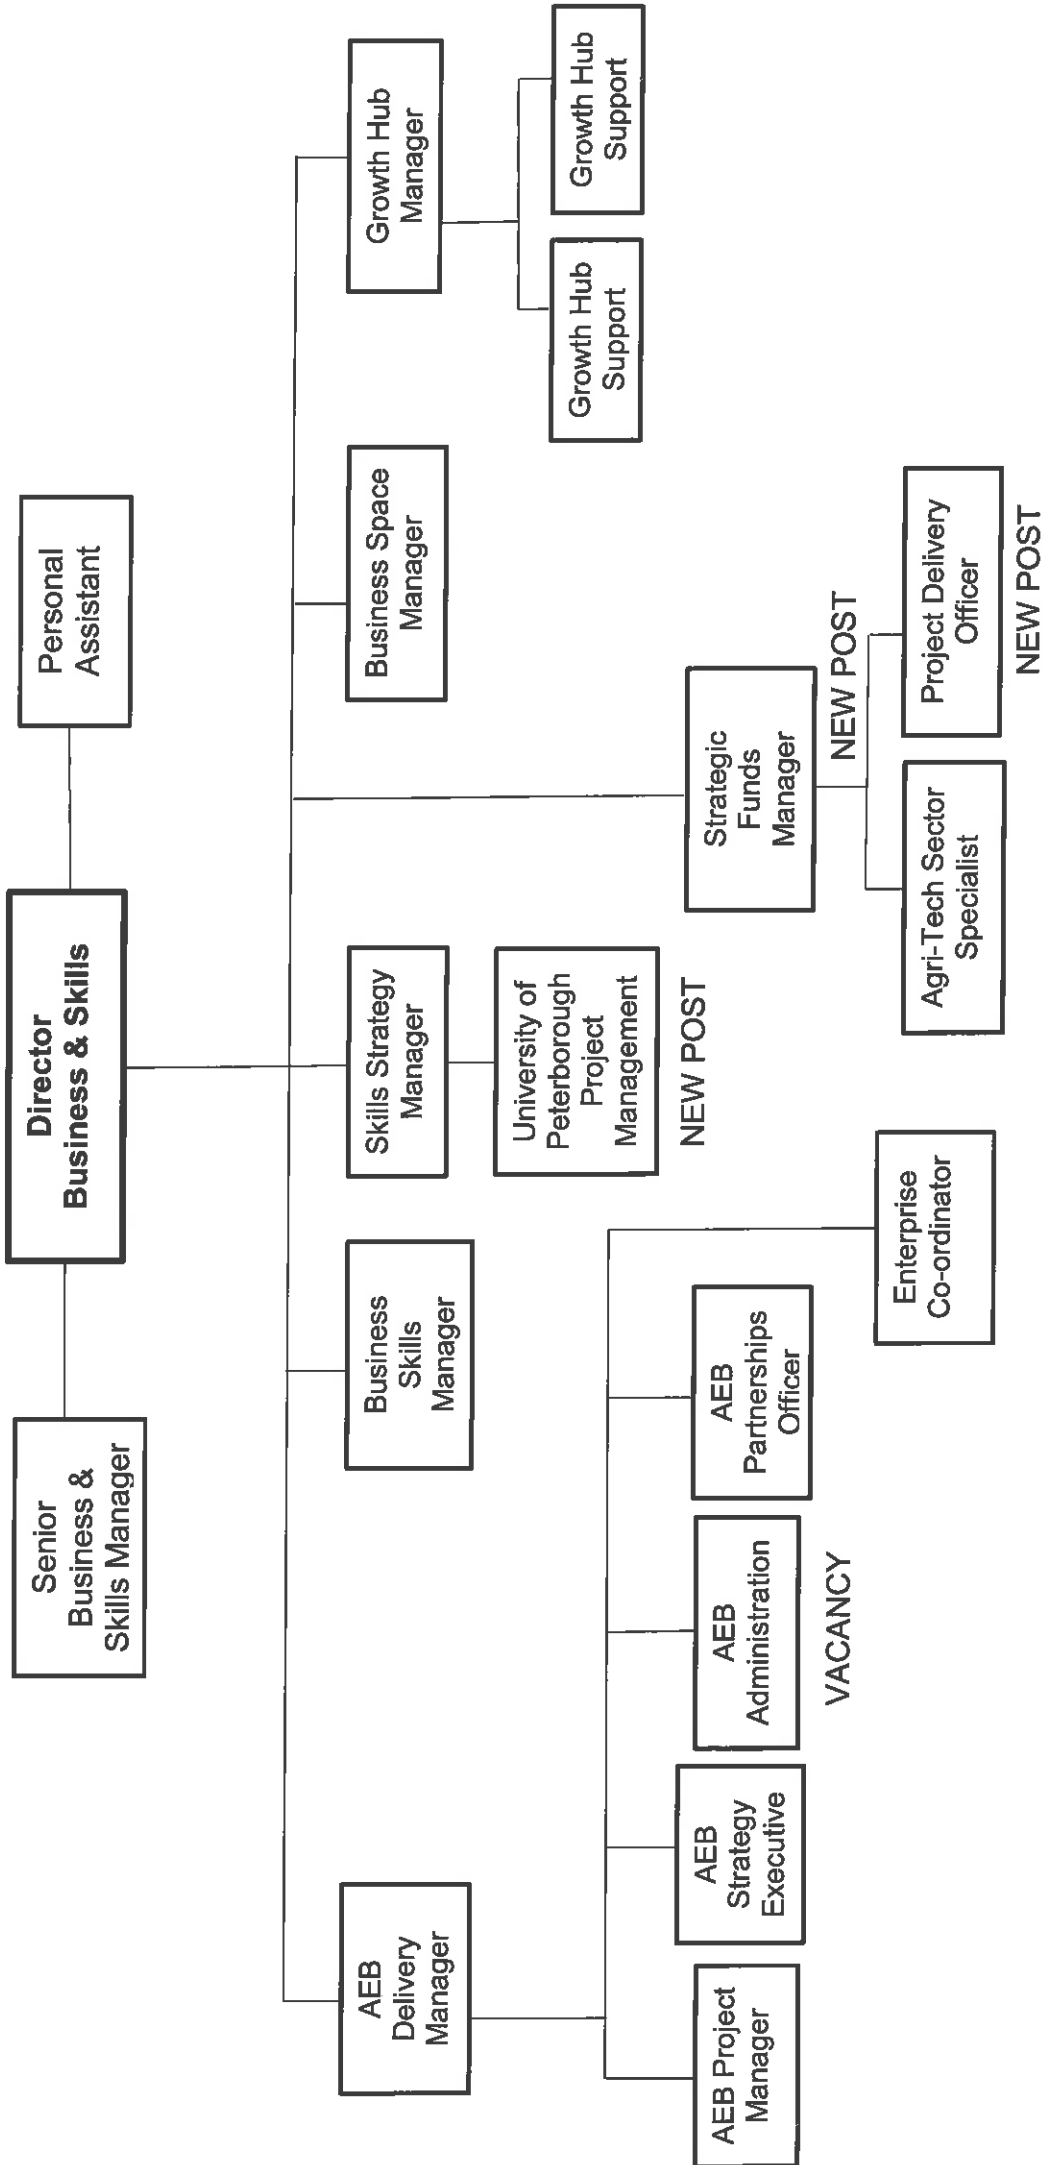 Director
Business & Skills
Senior
Business &
Skills Manager
Personal
Assistant
AEB
Delivery
Manager
Business
Skills
Manager
Skills Strategy
Manager
Business Space
Manager
Growth Hub
Manager
University of
Peterborough
Project
Management
NEW POST
Growth Hub
Support
Growth Hub
Support
Strategic
Funds
Manager
NEW POST
AEB Project
Manager
AEB
Strategy
Executive
AEB
Administration
VACANCY
AEB
Partnerships
Officer
Enterprise
Co-ordinator
Agri-Tech Sector
Specialist
Project Delivery
Officer
NEW POST